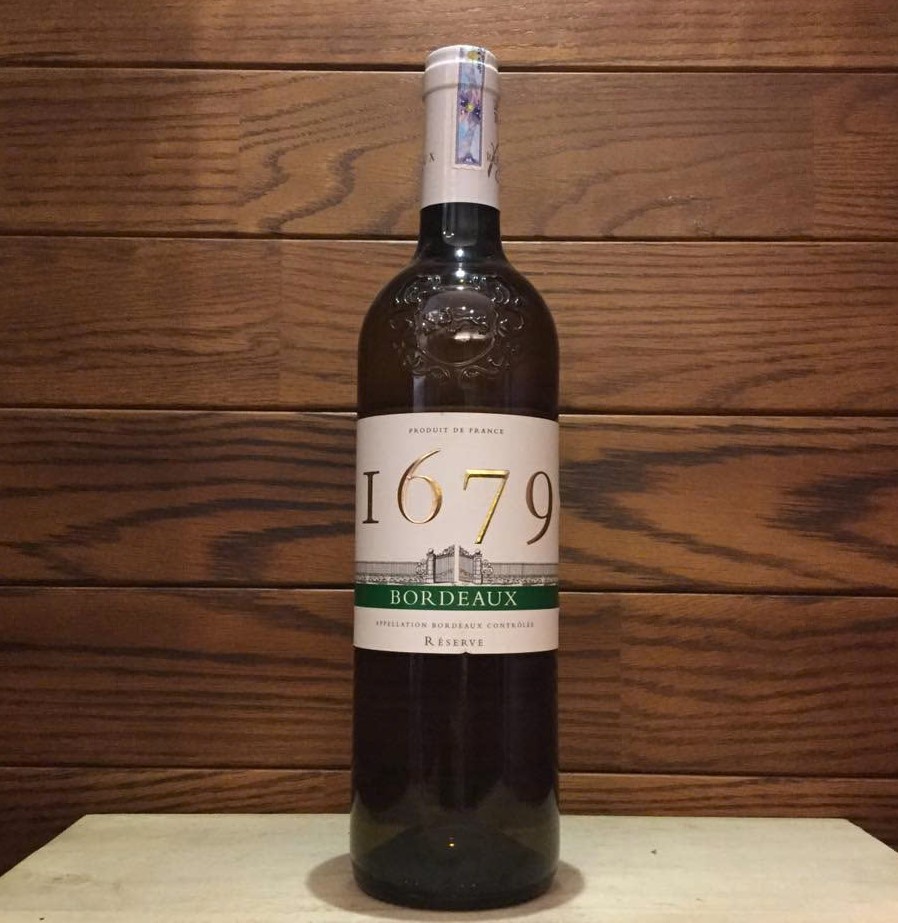 PRODUIT DE FRANCE
1679
BORDEAUX
APPELLATION BORDEAUX CONTRÔLÉE
RÉSERVE